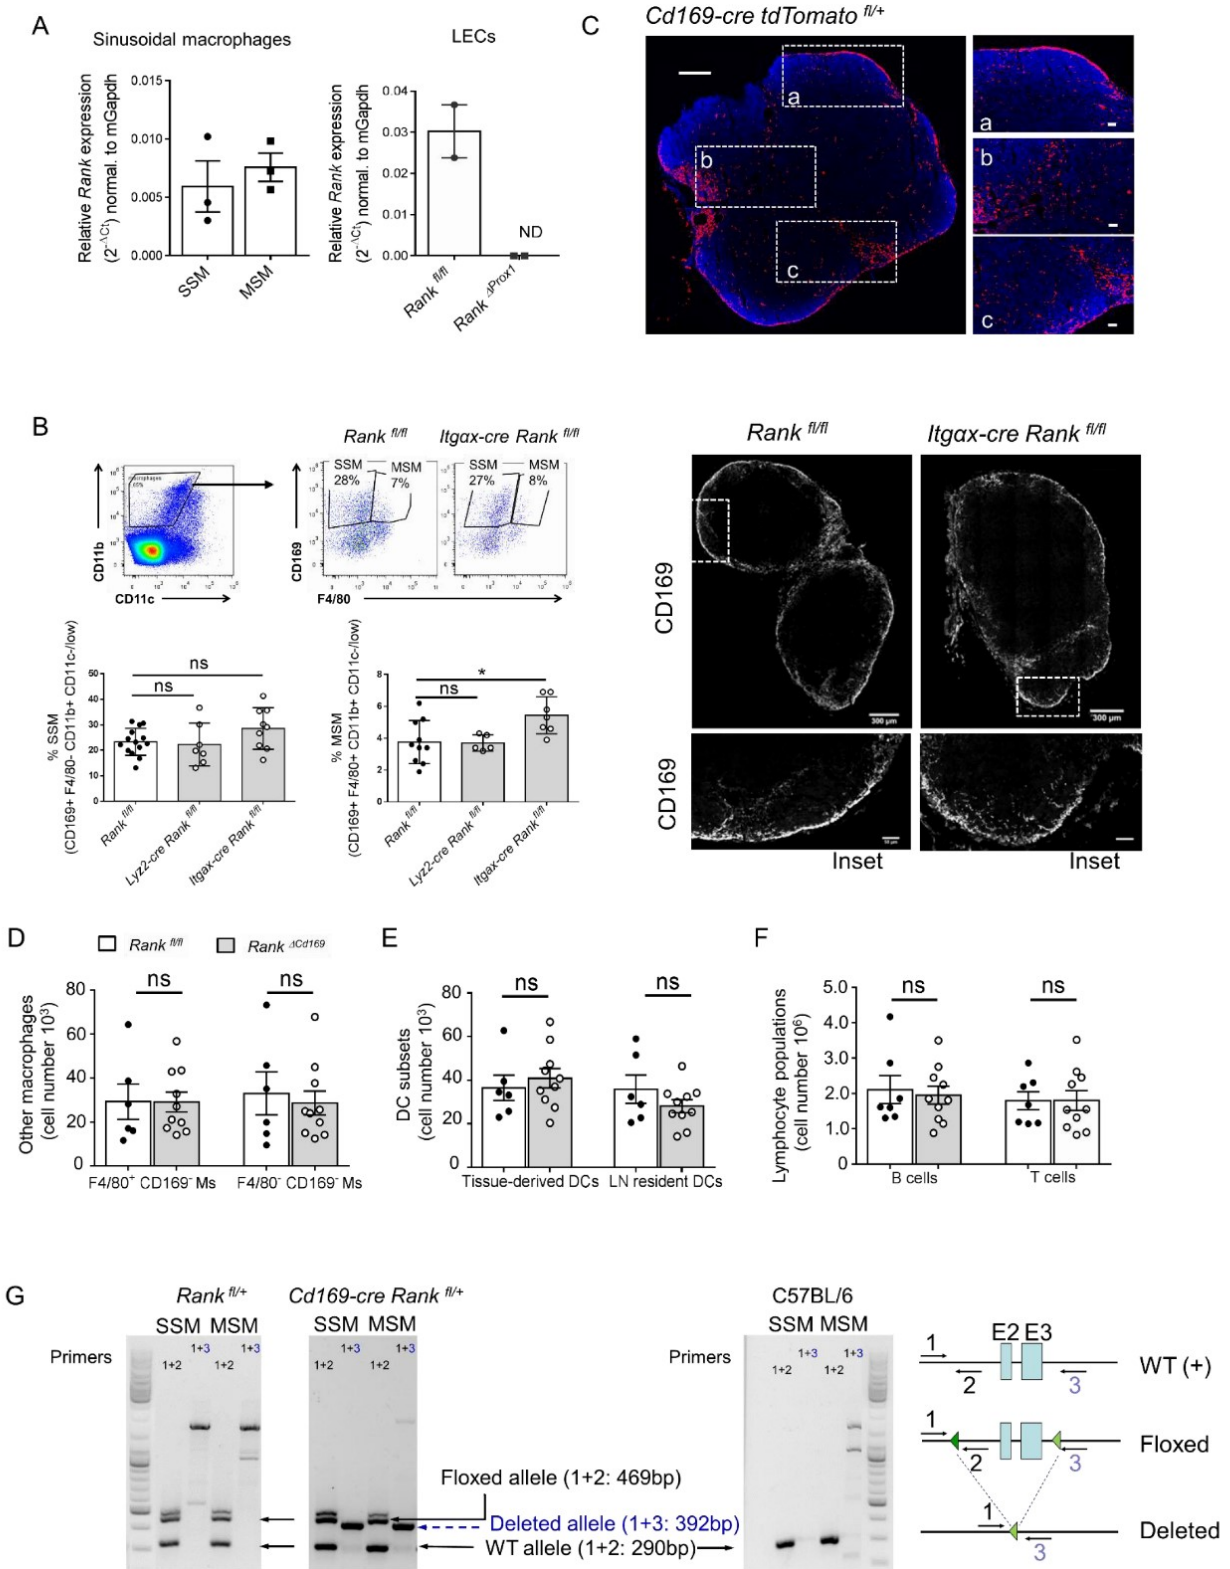 A
Sinusoidal macrophages
LECs
Relative Rank expression
(2^-ΔCt) normal. to mGapdh
0.015
0.010
0.005
0.000
SSM
MSM
Relative Rank expression
(2^-ΔCt) normal. to mGapdh
0.04
0.03
0.02
0.01
0.00
ND
Rank fl/fl
Rank ΔProx1
C
Cd169-cre tdTomato fl/+
a
b
c
a
b
c
B
Rank fl/fl
Itgax-cre Rank fl/fl
CD11b
CD11c
CD169
F4/80
SSM
28%
MSM
7%
SSM
27%
MSM
8%
% SSM
(CD169+ F4/80- CD11b+ CD11c-/low)
50
40
30
20
10
0
ns
ns
Rank fl/fl
Lyz2-cre Rank fl/fl
Itgax-cre Rank fl/fl
% MSM
(CD169+ F4/80+ CD11b+ CD11c-/low)
8
6
4
2
0
*
ns
Rank fl/fl
Lyz2-cre Rank fl/fl
Itgax-cre Rank fl/fl
Rank fl/fl
Itgax-cre Rank fl/fl
CD169
300 µm
300 µm
CD169
Inset
Inset
D
Rank fl/fl
Rank ΔCd169
Other macrophages
(cell number 10³)
80
60
40
20
0
ns
ns
F4/80⁺ CD169⁻ Ms
F4/80⁻ CD169⁻ Ms
E
DC subsets
(cell number 10³)
80
60
40
20
0
ns
ns
Tissue-derived DCs
LN resident DCs
F
Lymphocyte populations
(cell number 10⁶)
5.0
4.0
3.0
2.0
1.0
0
ns
ns
B cells
T cells
G
Rank fl/+
Cd169-cre Rank fl/+
C57BL/6
SSM MSM
SSM MSM
SSM MSM
Primers
1+2
1+3
1+2
1+3
1+2
1+3
1+2
1+3
Primers
1+2
1+3
1+2
1+3
Floxed allele (1+2: 469bp)
Deleted allele (1+3: 392bp)
WT allele (1+2: 290bp)
1
E2
E3
2
3
WT (+)
1
2
3
Floxed
1
3
Deleted